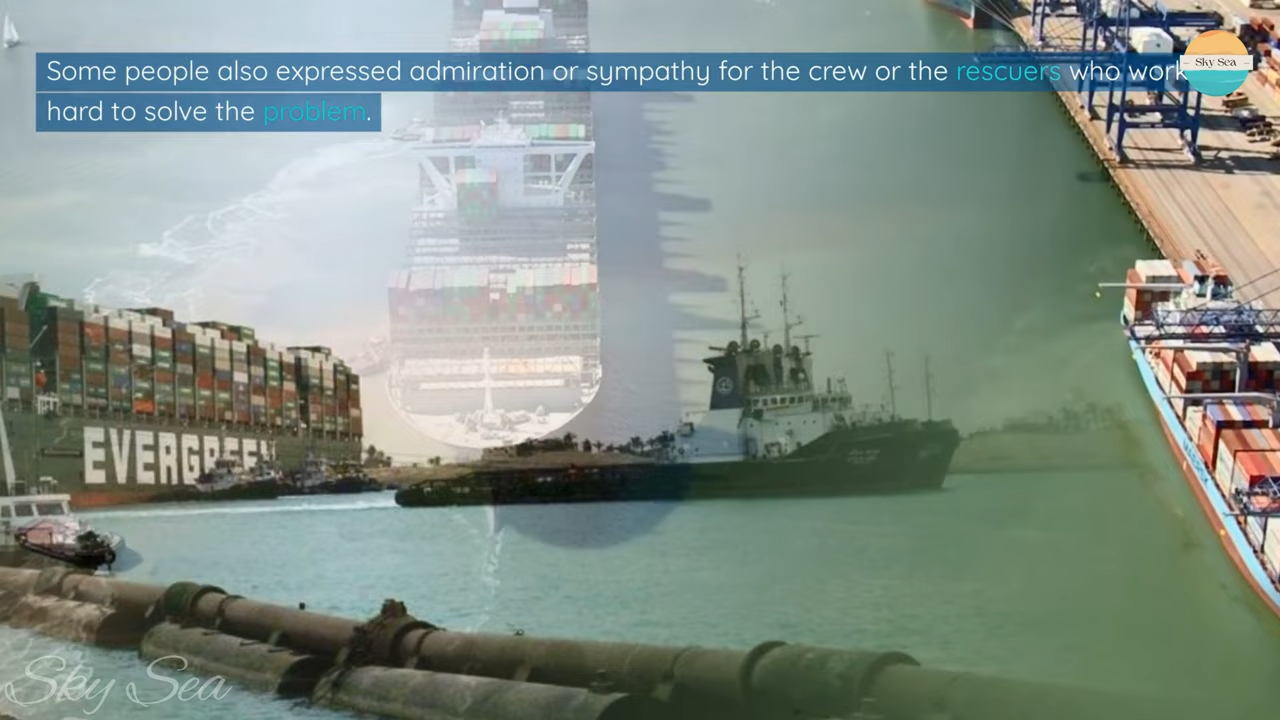 Some people also expressed admiration or sympathy for the crew or the rescuers who work
hard to solve the problem.
Sky Sea
EVERGREEN
Sky Sea